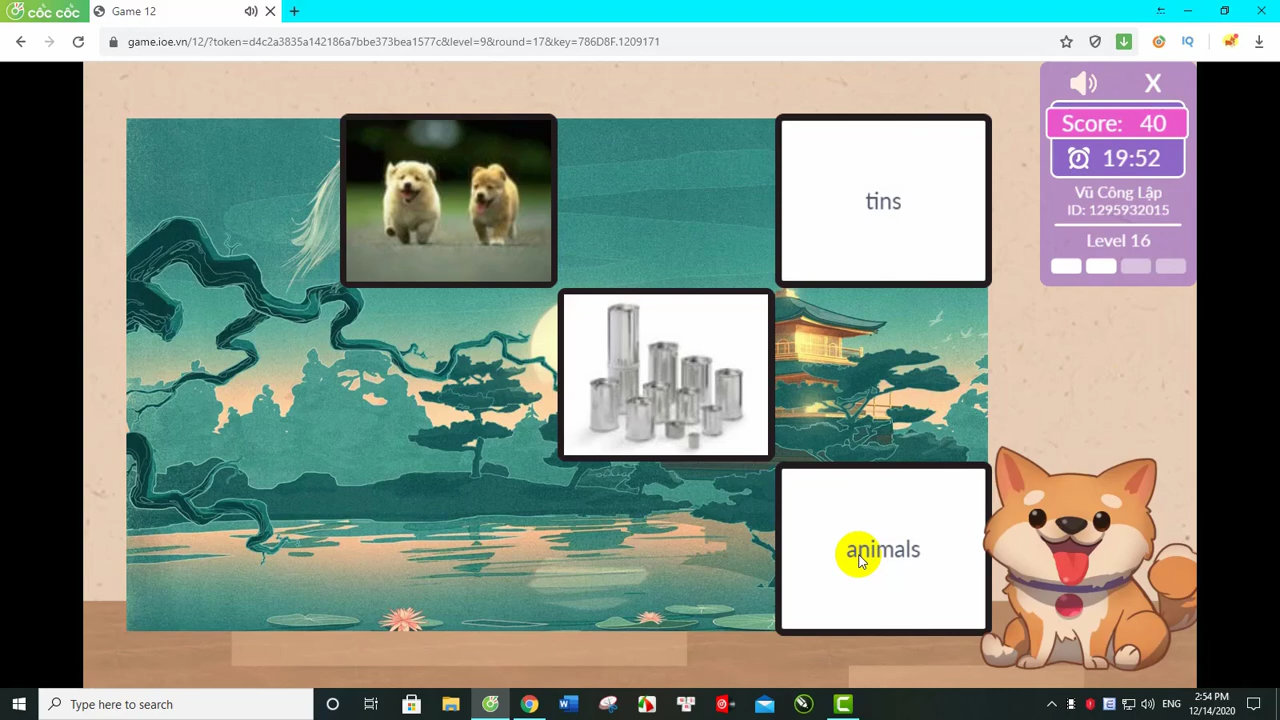 cốc cốc
Game 12
game.ioe.vn/12/?token=d4c2a3835a142186a7bbe373bea1577c&level=9&round=17&key=786D8F.1209171
IQ
X
Score: 40
19:52
Vũ Công Lập
ID: 1295932015
Level 16
tins
animals
Type here to search
ENG
2:54 PM
12/14/2020